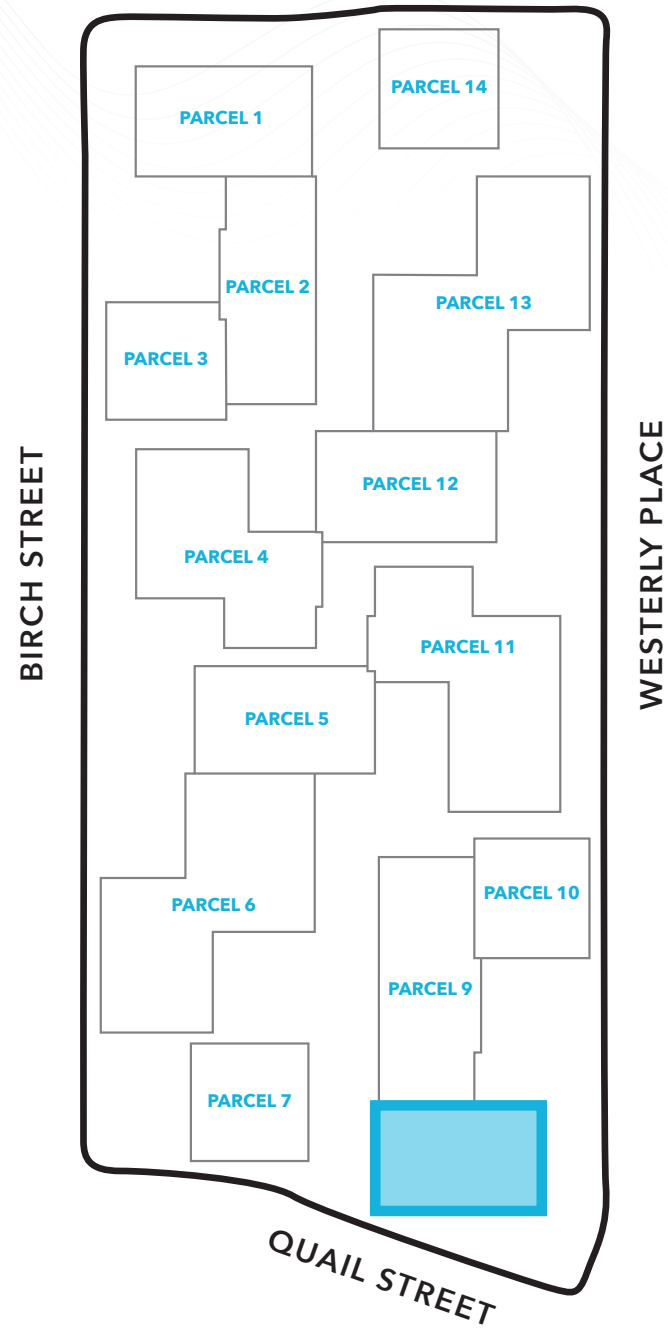 PARCEL 14
PARCEL 1
PARCEL 2
PARCEL 13
PARCEL 3
PARCEL 12
PARCEL 4
BIRCH STREET
WESTERLY PLACE
PARCEL 11
PARCEL 5
PARCEL 10
PARCEL 6
PARCEL 9
PARCEL 7
QUAIL STREET